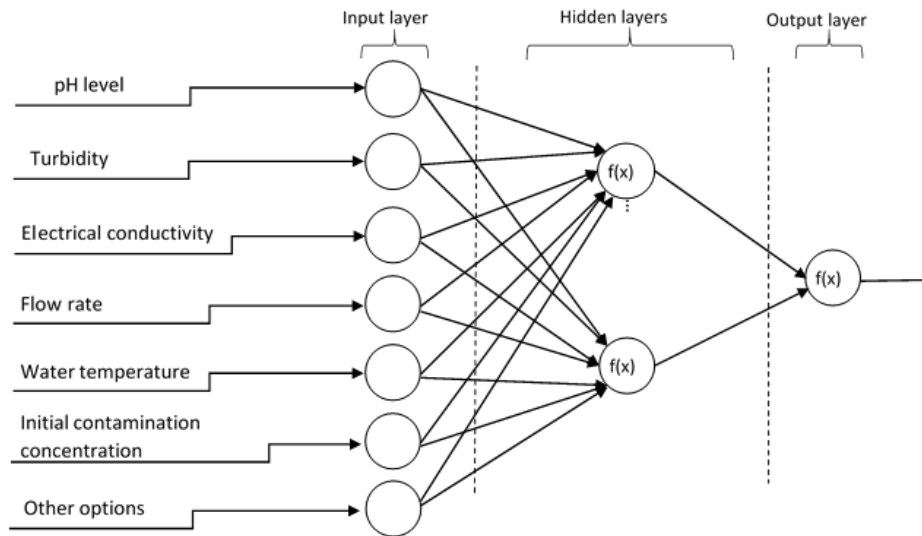 Input layer
Hidden layers
Output layer
pH level
Turbidity
Electrical conductivity
Flow rate
Water temperature
Initial contamination
concentration
Other options
f(x)
f(x)
f(x)